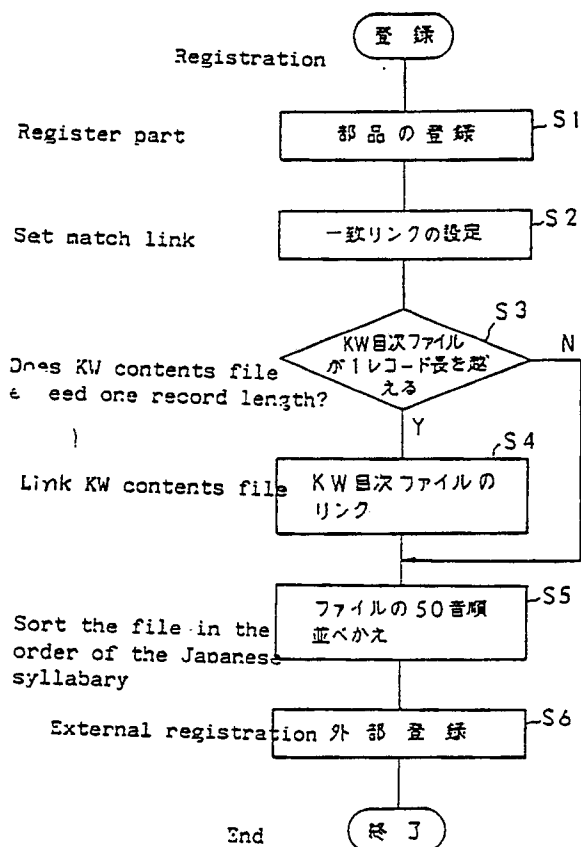 登録
Registration
部品の登録
S1
Register part
一致リンクの設定
S2
Set match link
S3
KW目次ファイル
が1レコード長を越
える
N
Does KW contents file
eed one record length?
Y
S4
Link KW contents file
KW目次ファイルの
リンク
ファイルの50音順
並べかえ
S5
Sort the file in the
order of the Japanese
syllabary
External registration
外部登録
S6
終了
End